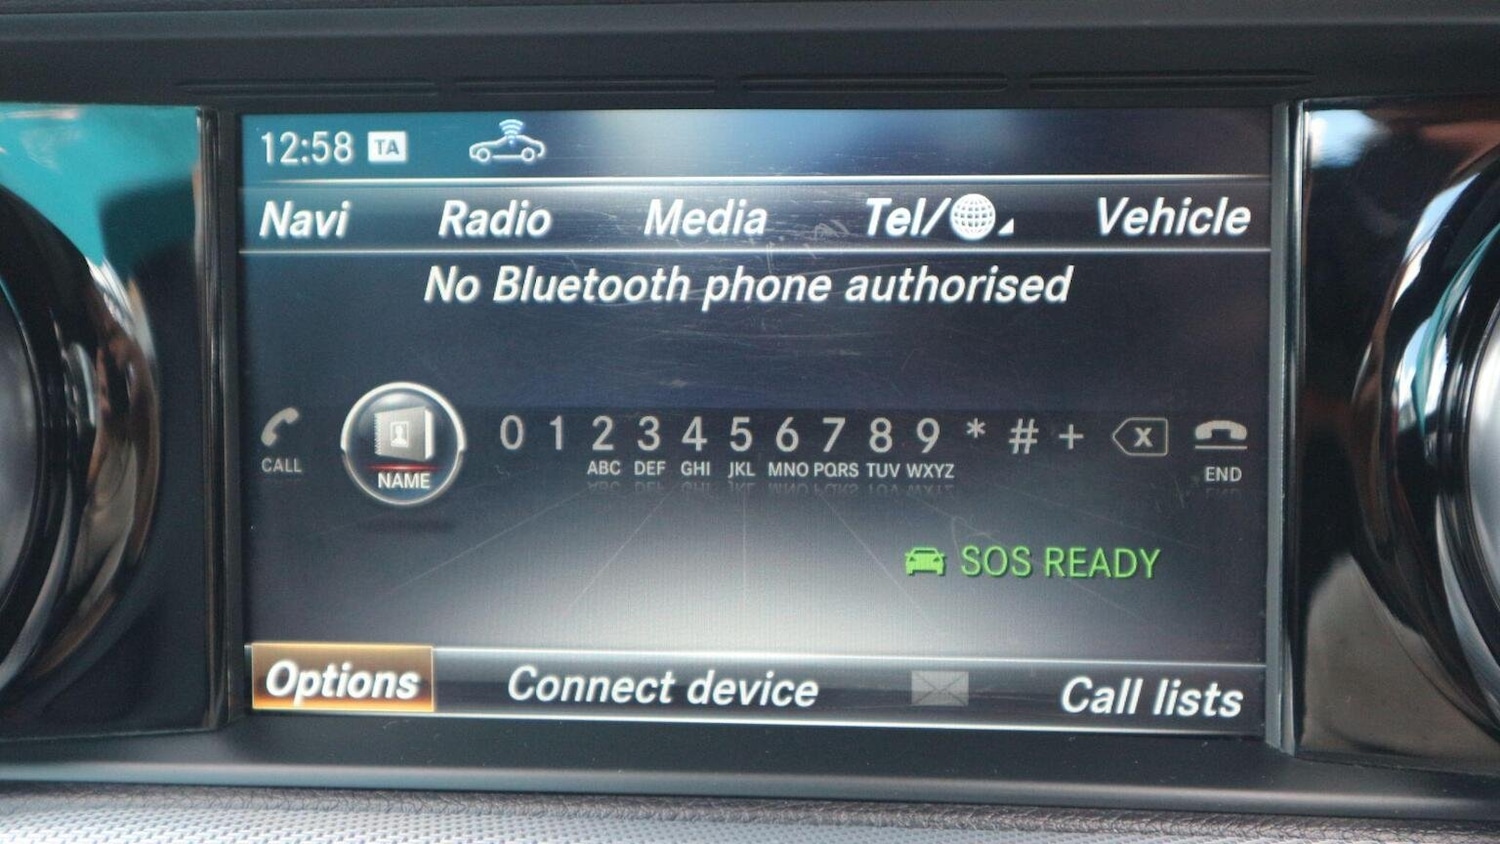 12:58 TA
Navi Radio Media Tel/ Vehicle
No Bluetooth phone authorised
0 1 2 3 4 5 6 7 8 9 * # + X
ABC DEF GHI JKL MNO PQRS TUV WXYZ
CALL NAME END
SOS READY
Options Connect device Call lists